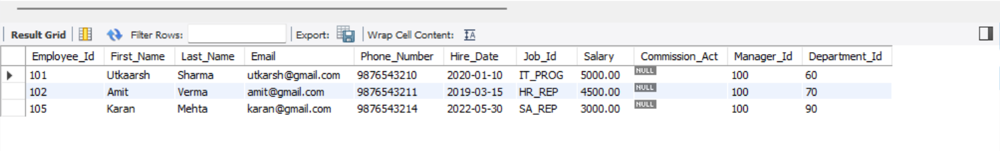 Result Grid Filter Rows: Export: Wrap Cell Content: IA
Employee_Id First_Name Last_Name Email Phone_Number Hire_Date Job_Id Salary Commission_Act Manager_Id Department_Id
101 Utkaarsh Sharma utkarsh@gmail.com 9876543210 2020-01-10 IT_PROG 5000.00 NULL 100 60
102 Amit Verma amit@gmail.com 9876543211 2019-03-15 HR_REP 4500.00 NULL 100 70
105 Karan Mehta karan@gmail.com 9876543214 2022-05-30 SA_REP 3000.00 NULL 100 90